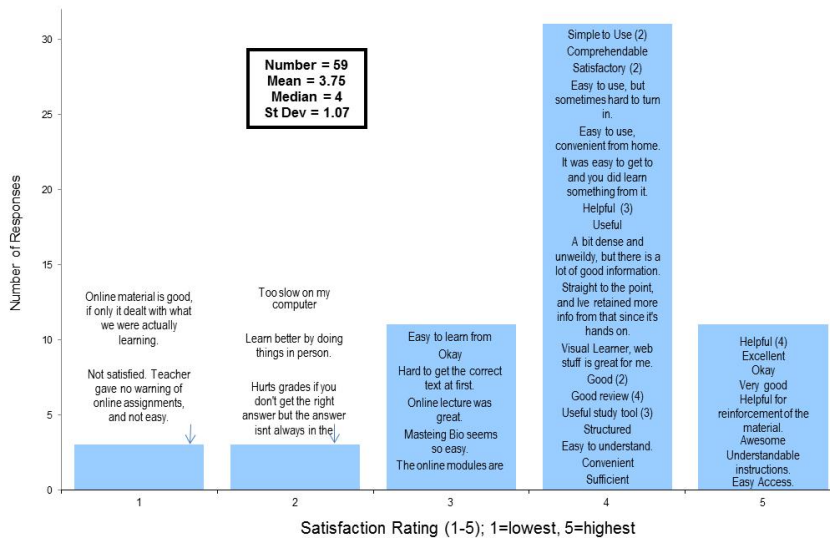 Number = 59
Mean = 3.75
Median = 4
St Dev = 1.07
Number of Responses
30
25
20
15
10
5
0
Online material is good,
if only it dealt with what
we were actually
learning.
Not satisfied. Teacher
gave no warning of
online assignments,
and not easy.
Too slow on my
computer
Learn better by doing
things in person.
Hurts grades if you
don't get the right
answer but the answer
isnt always in the
Easy to learn from
Okay
Hard to get the correct
text at first.
Online lecture was
great.
Masteing Bio seems
so easy.
The online modules are
Simple to Use (2)
Comprehendable
Satisfactory (2)
Easy to use, but
sometimes hard to turn
in.
Easy to use,
convenient from home.
It was easy to get to
and you did learn
something from it.
Helpful (3)
Useful
A bit dense and
unweildy, but there is a
lot of good information.
Straight to the point,
and Ive retained more
info from that since it's
hands on.
Visual Learner, web
stuff is great for me.
Good (2)
Good review (4)
Useful study tool (3)
Structured
Easy to understand.
Convenient
Sufficient
Helpful (4)
Excellent
Okay
Very good
Helpful for
reinforcement of the
material.
Awesome
Understandable
instructions.
Easy Access.
1 2 3 4 5
Satisfaction Rating (1-5); 1=lowest, 5=highest